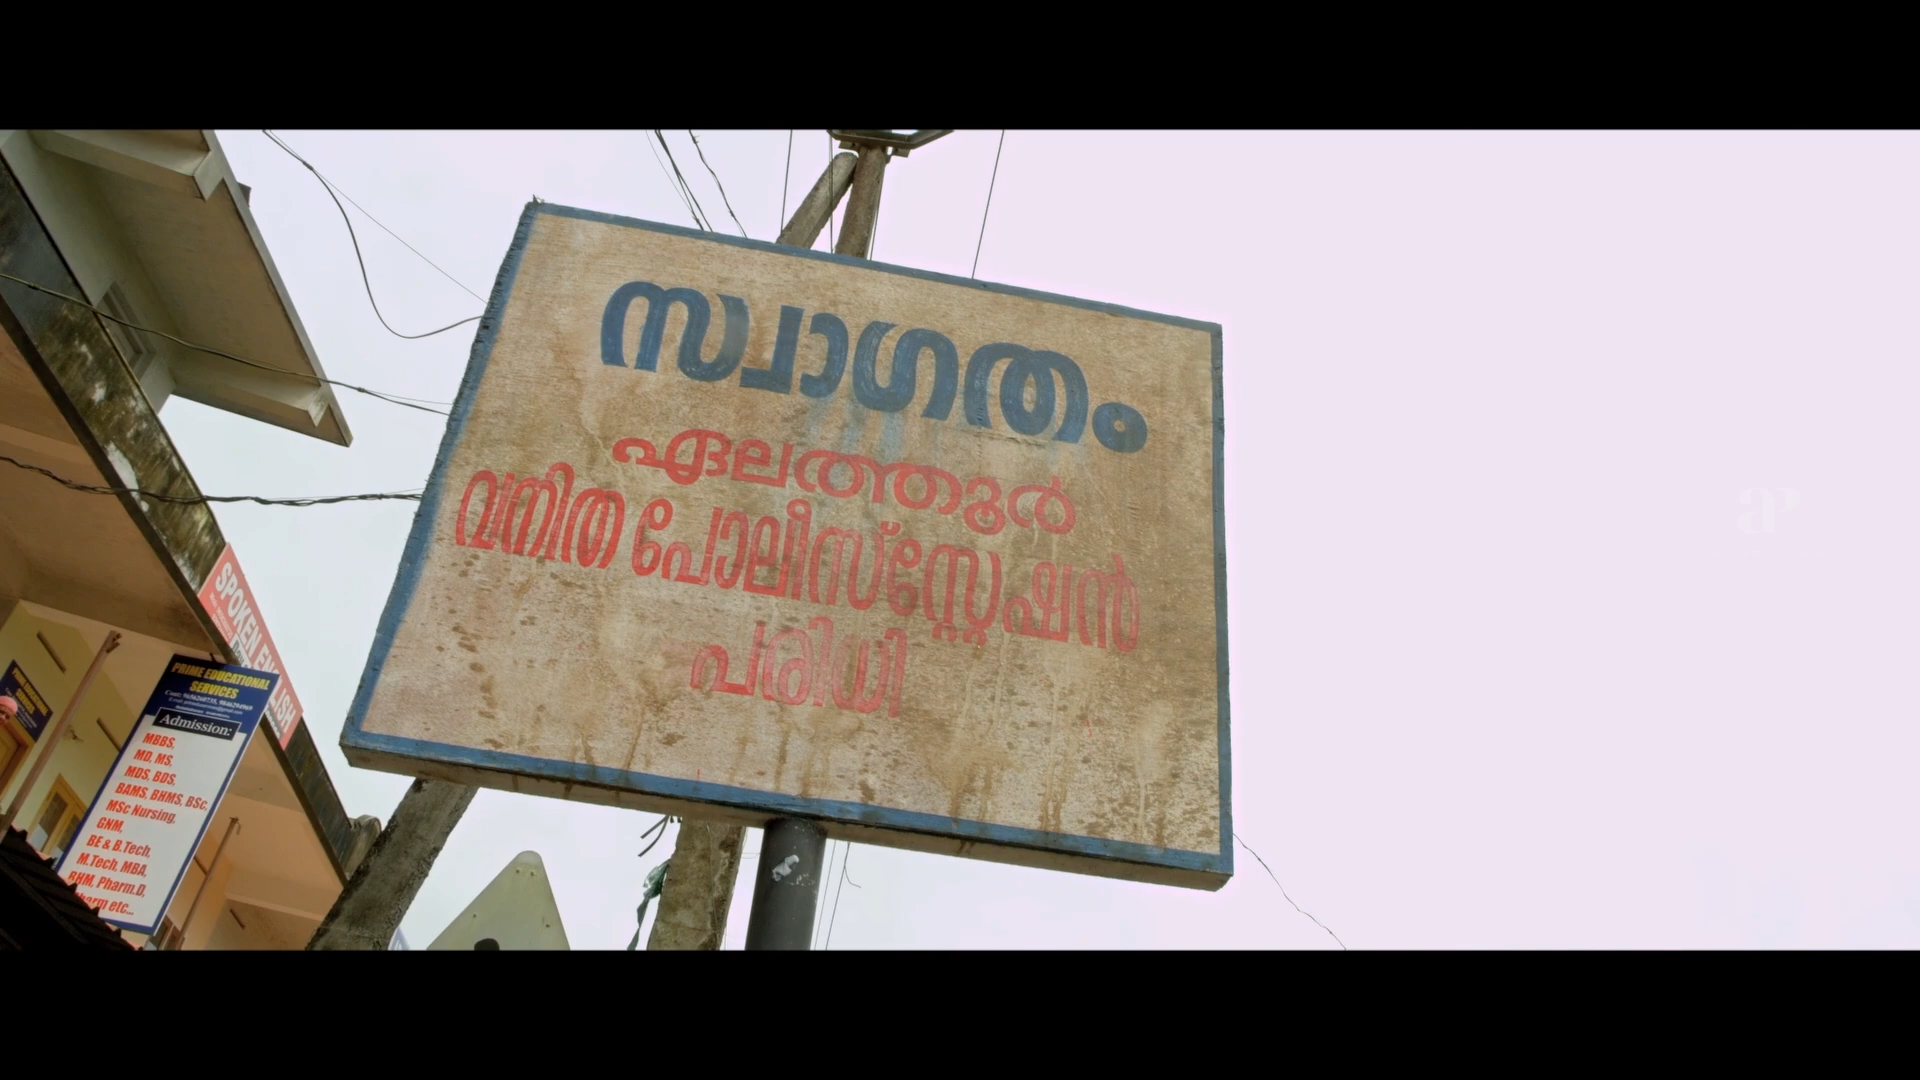 സ്വാഗതം
ഏലത്തൂർ
വനിത പോലീസ്സ്റ്റേഷൻ
പരിധി
SPOKEN ENGLISH
PRIME EDUCATIONAL
SERVICES
Admission:
MBBS,
MD, MS,
MDS, BDS,
BAMS, BHMS, BSc.
MSc Nursing,
GNM,
BE & B.Tech,
M.Tech, MBA,
BHM, Pharm.D,
etc...